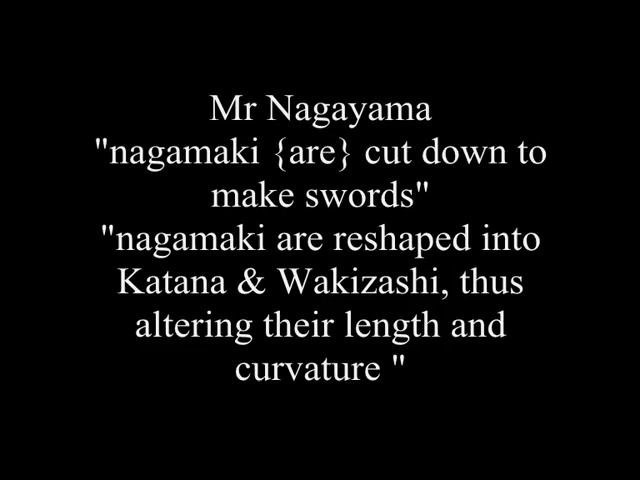 Mr Nagayama
"nagamaki {are} cut down to
make swords"
"nagamaki are reshaped into
Katana & Wakizashi, thus
altering their length and
curvature "